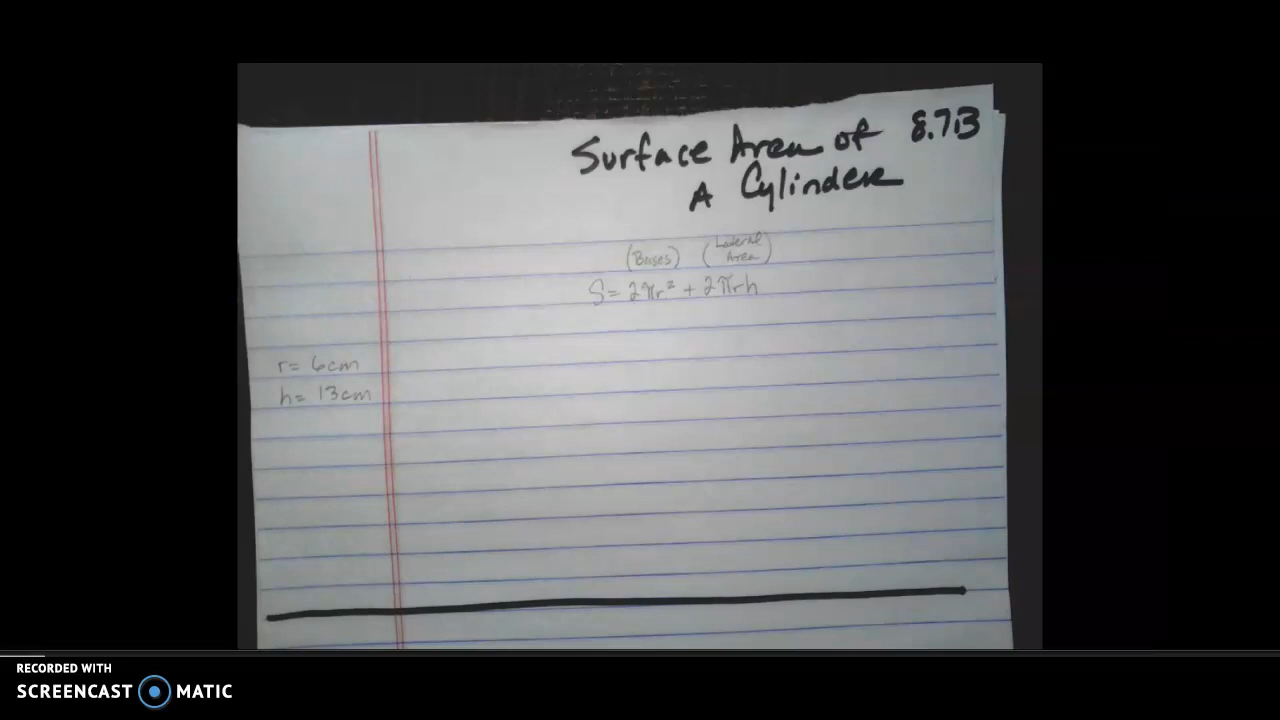 Surface Area of 8.7B
A Cylinder
(Bases) (Lateral Area)
S = 2πr² + 2πrh
r = 6cm
h = 13cm
RECORDED WITH
SCREENCAST MATIC